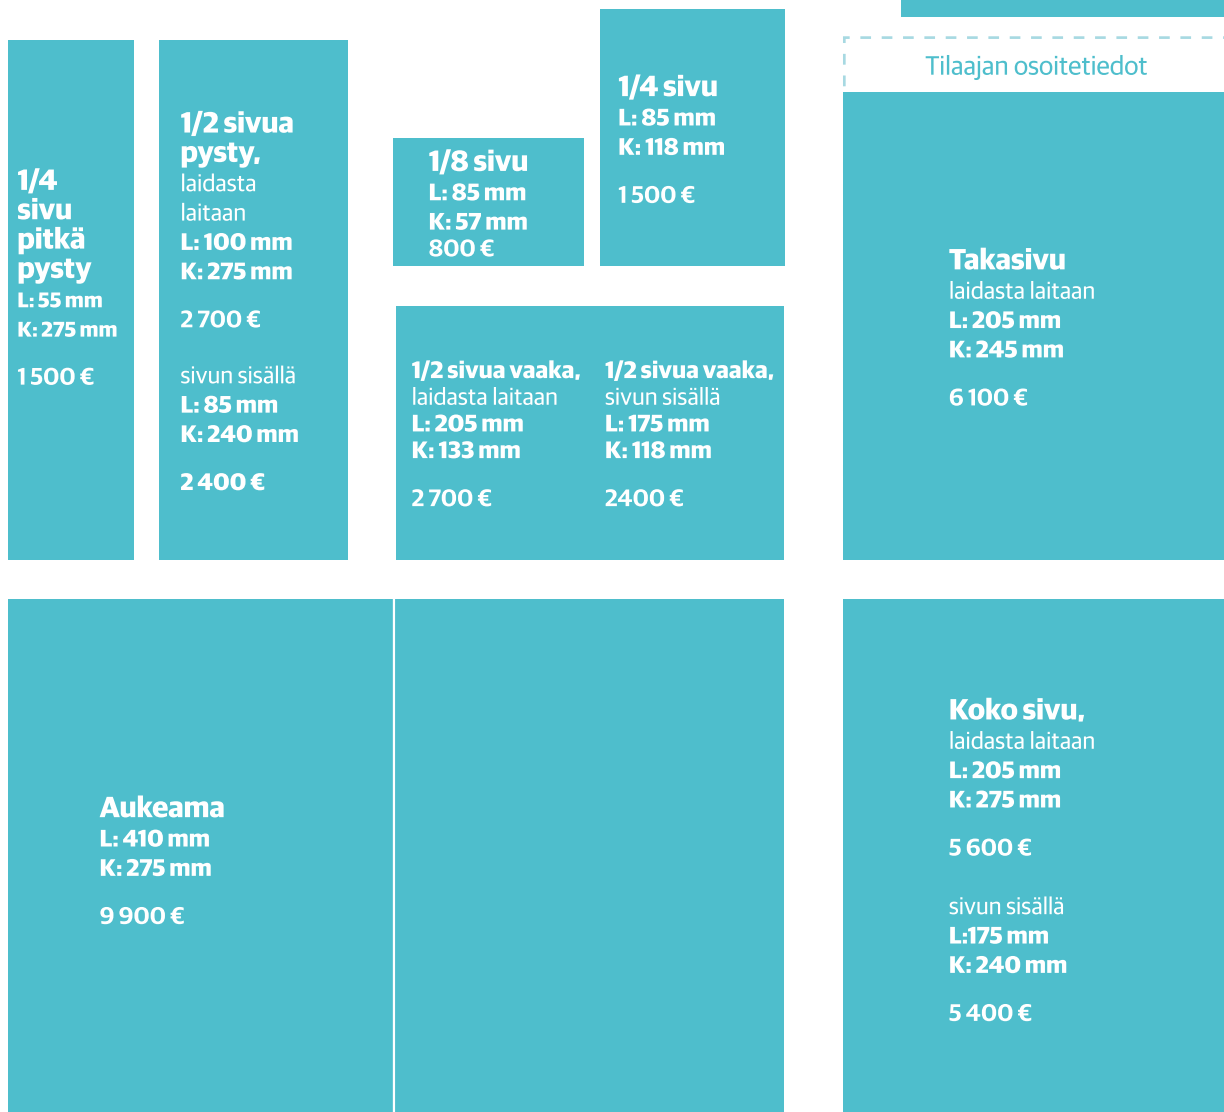 1/4
sivu
pitkä
pysty
L: 55 mm
K: 275 mm
1 500 €
1/2 sivua
pysty,
laidasta
laitaan
L: 100 mm
K: 275 mm
2 700 €
sivun sisällä
L: 85 mm
K: 240 mm
2 400 €
1/8 sivu
L: 85 mm
K: 57 mm
800 €
1/4 sivu
L: 85 mm
K: 118 mm
1 500 €
1/2 sivua vaaka,
laidasta laitaan
L: 205 mm
K: 133 mm
2 700 €
1/2 sivua vaaka,
sivun sisällä
L: 175 mm
K: 118 mm
2400 €
Tilaajan osoitetiedot
Takasivu
laidasta laitaan
L: 205 mm
K: 245 mm
6 100 €
Aukeama
L: 410 mm
K: 275 mm
9 900 €
Koko sivu,
laidasta laitaan
L: 205 mm
K: 275 mm
5 600 €
sivun sisällä
L:175 mm
K: 240 mm
5 400 €